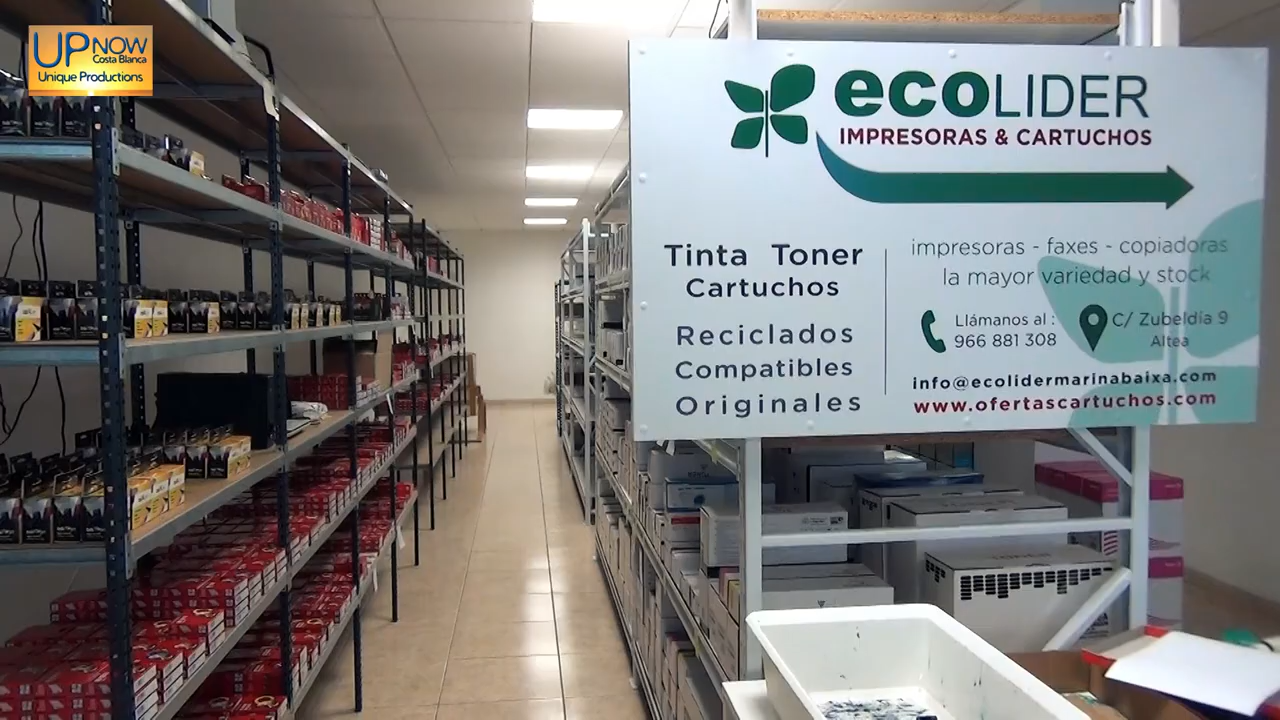 UP NOW
Costa Blanca
Unique Productions
ecoLIDER
IMPRESORAS & CARTUCHOS
Tinta Toner
Cartuchos
Reciclados
Compatibles
Originales
impresoras - faxes - copiadoras
la mayor variedad y stock
Llámanos al :
966 881 308
C/ Zubeldía 9
Altea
info@ecolidermarinabaixa.com
www.ofertascartuchos.com